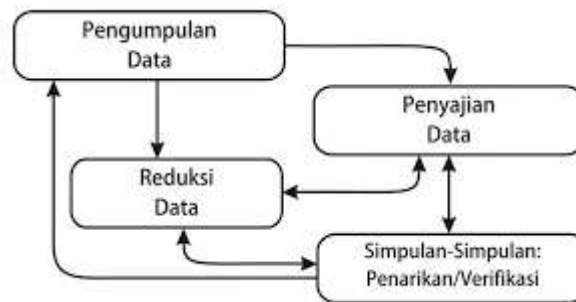 Pengumpulan
Data
Penyajian
Data
Reduksi
Data
Simpulan-Simpulan:
Penarikan/Verifikasi